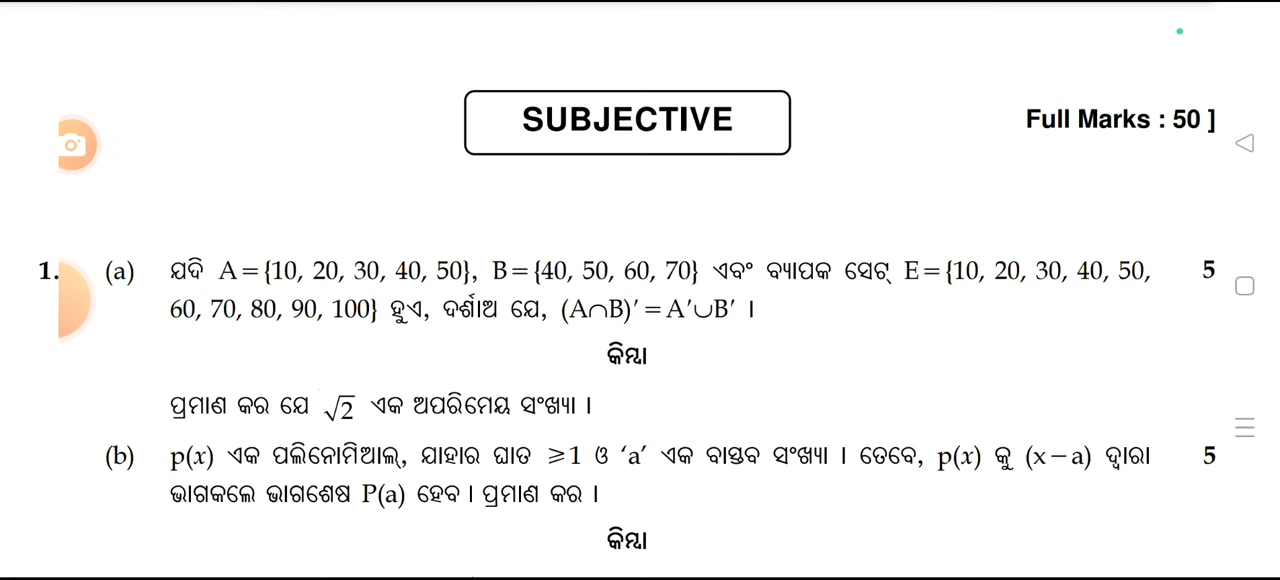 SUBJECTIVE
Full Marks : 50 ]
1. (a) ଯଦି A={10, 20, 30, 40, 50}, B={40, 50, 60, 70} ଏବଂ ବ୍ୟାପକ ସେଟ୍ E={10, 20, 30, 40, 50, 5
60, 70, 80, 90, 100} ହୁଏ, ଦର୍ଶାଅ ଯେ, (A∩B)′=A′∪B′ ।
କିମ୍ବା
ପ୍ରମାଣ କର ଯେ √2 ଏକ ଅପରିମେୟ ସଂଖ୍ୟା ।
(b) p(x) ଏକ ପଲିନୋମିଆଲ୍, ଯାହାର ଘାତ ⩾1 ଓ ‘a’ ଏକ ବାସ୍ତବ ସଂଖ୍ୟା । ତେବେ, p(x) କୁ (x−a) ଦ୍ୱାରା 5
ଭାଗକଲେ ଭାଗଶେଷ P(a) ହେବ । ପ୍ରମାଣ କର ।
କିମ୍ବା